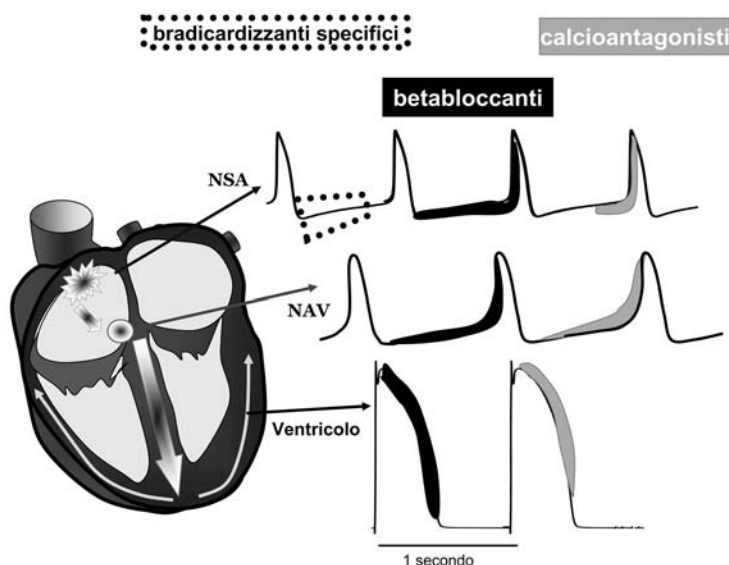 bradicardizzanti specifici
calcioantagonisti
betabloccanti
NSA
NAV
Ventricolo
1 secondo